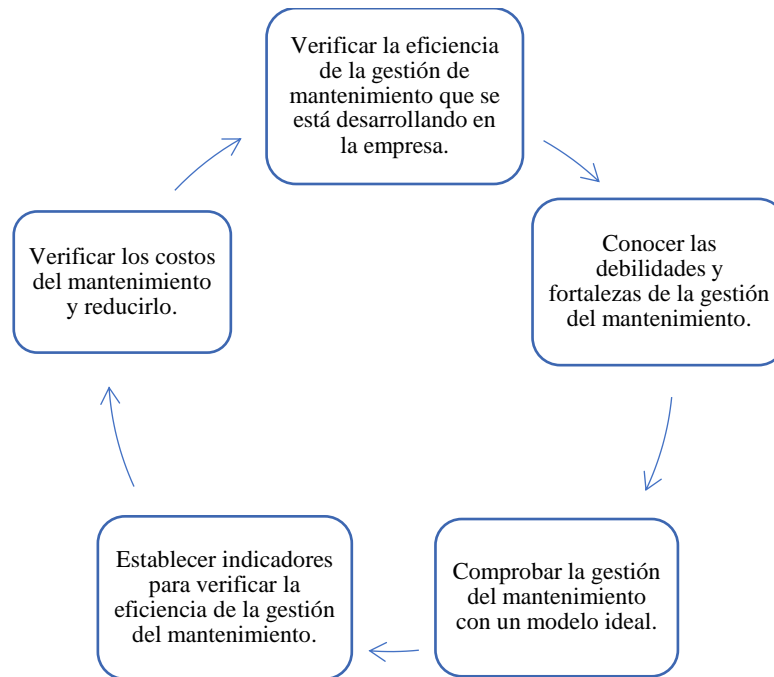 Verificar la eficiencia
de la gestión de
mantenimiento que se
está desarrollando en
la empresa.
Conocer las
debilidades y
fortalezas de la gestión
del mantenimiento.
Comprobar la gestión
del mantenimiento
con un modelo ideal.
Establecer indicadores
para verificar la
eficiencia de la gestión
del mantenimiento.
Verificar los costos
del mantenimiento
y reducirlo.